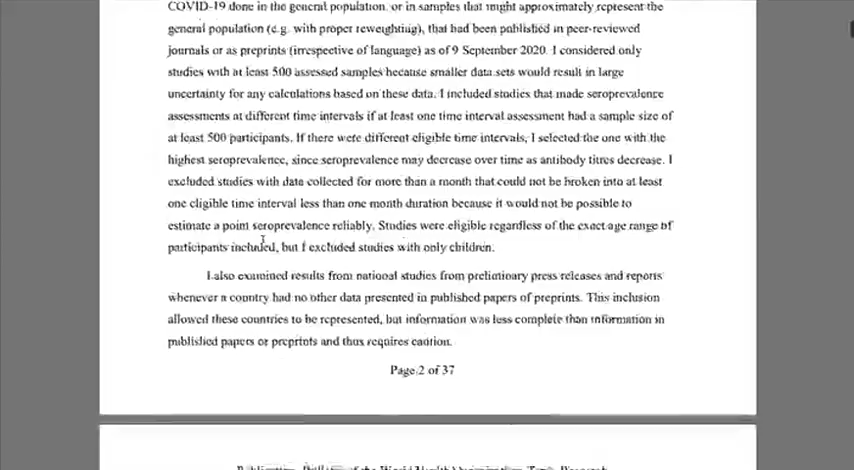 COVID-19 done in the general population, or in samples that might approximately represent the
general population (e.g. with proper reweighting), that had been published in peer-reviewed
journals or as preprints (irrespective of language) as of 9 September 2020. I considered only
studies with at least 500 assessed samples because smaller data sets would result in large
uncertainty for any calculations based on these data. I included studies that made seroprevalence
assessments at different time intervals if at least one time interval assessment had a sample size of
at least 500 participants. If there were different eligible time intervals, I selected the one with the
highest seroprevalence, since seroprevalence may decrease over time as antibody titres decrease. I
excluded studies with data collected for more than a month that could not be broken into at least
one eligible time interval less than one month duration because it would not be possible to
estimate a point seroprevalence reliably. Studies were eligible regardless of the exact age range of
participants included, but I excluded studies with only children.
I also examined results from national studies from preliminary press releases and reports
whenever a country had no other data presented in published papers of preprints. This inclusion
allowed these countries to be represented, but information was less complete than information in
published papers or preprints and thus requires caution.
Page 2 of 37